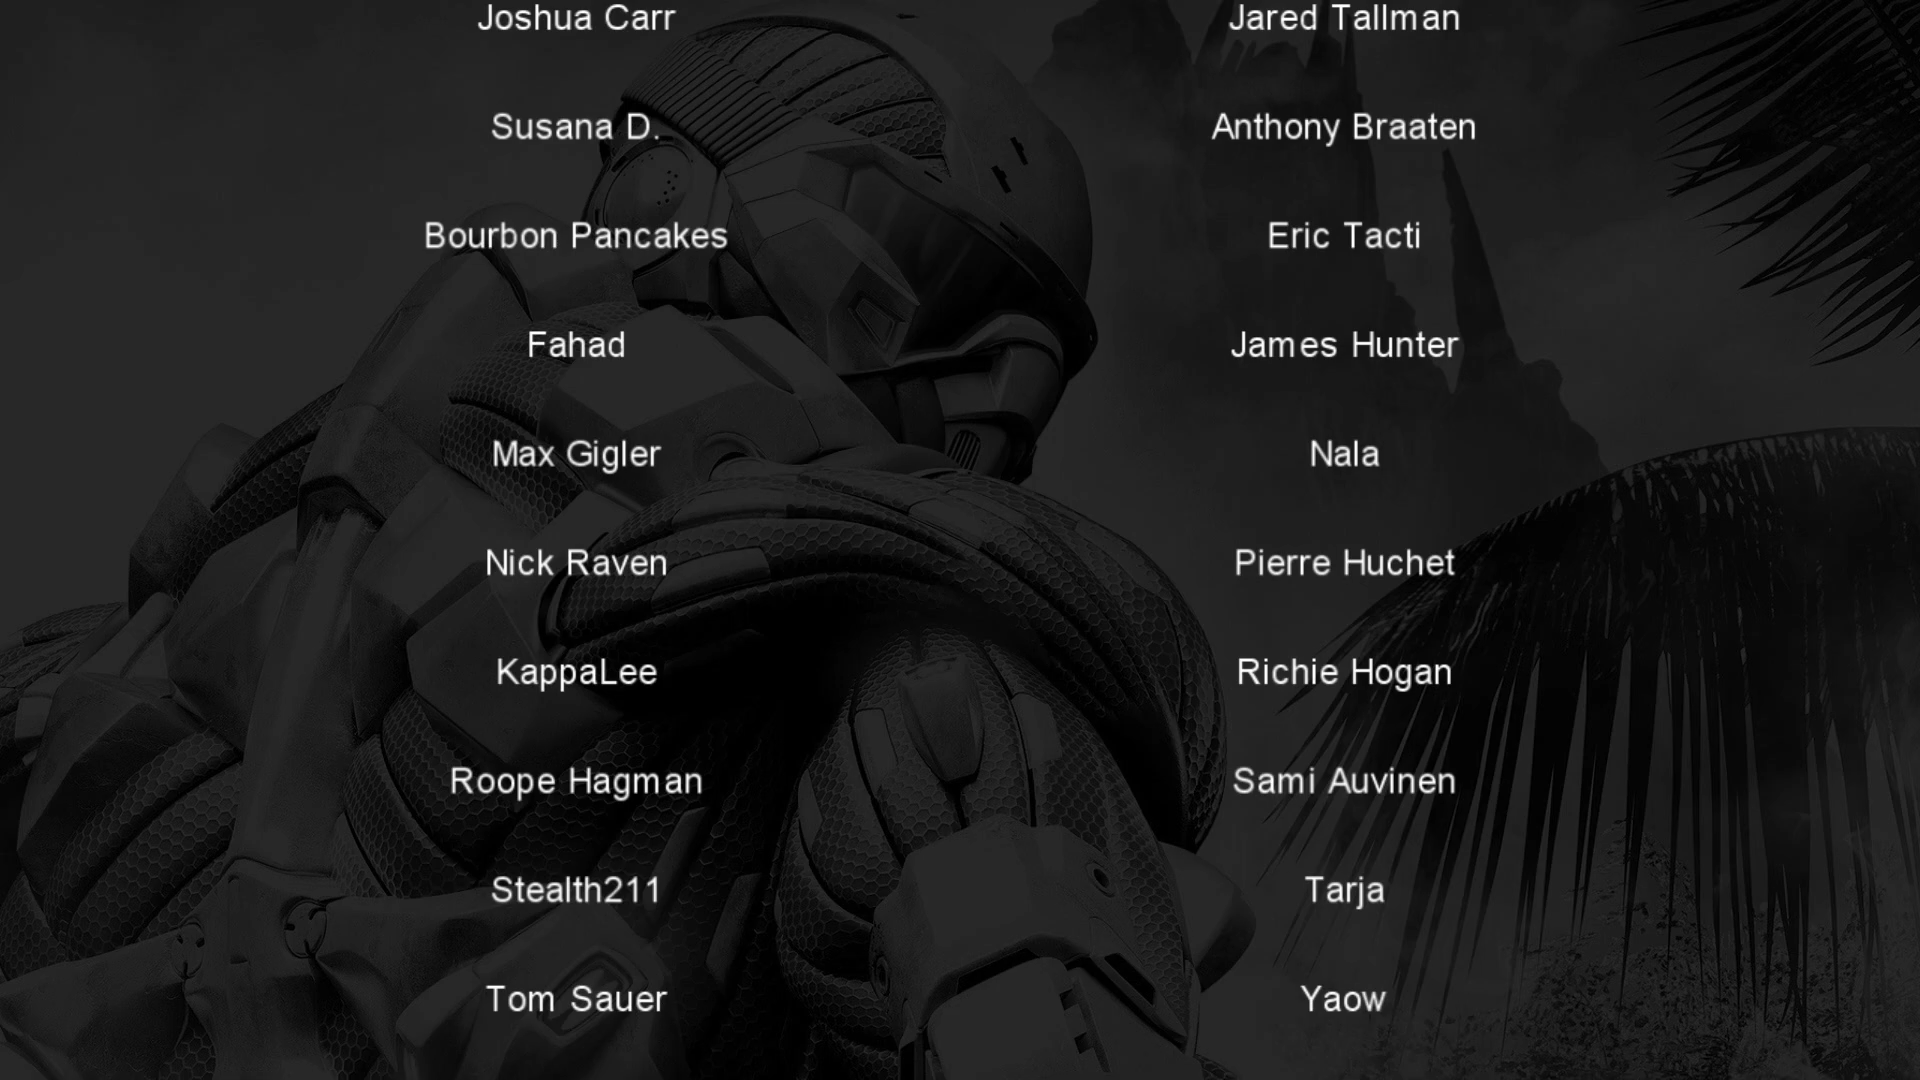 Joshua Carr
Jared Tallman
Susana D.
Anthony Braaten
Bourbon Pancakes
Eric Tacti
Fahad
James Hunter
Max Gigler
Nala
Nick Raven
Pierre Huchet
KappaLee
Richie Hogan
Roope Hagman
Sami Auvinen
Stealth211
Tarja
Tom Sauer
Yaow